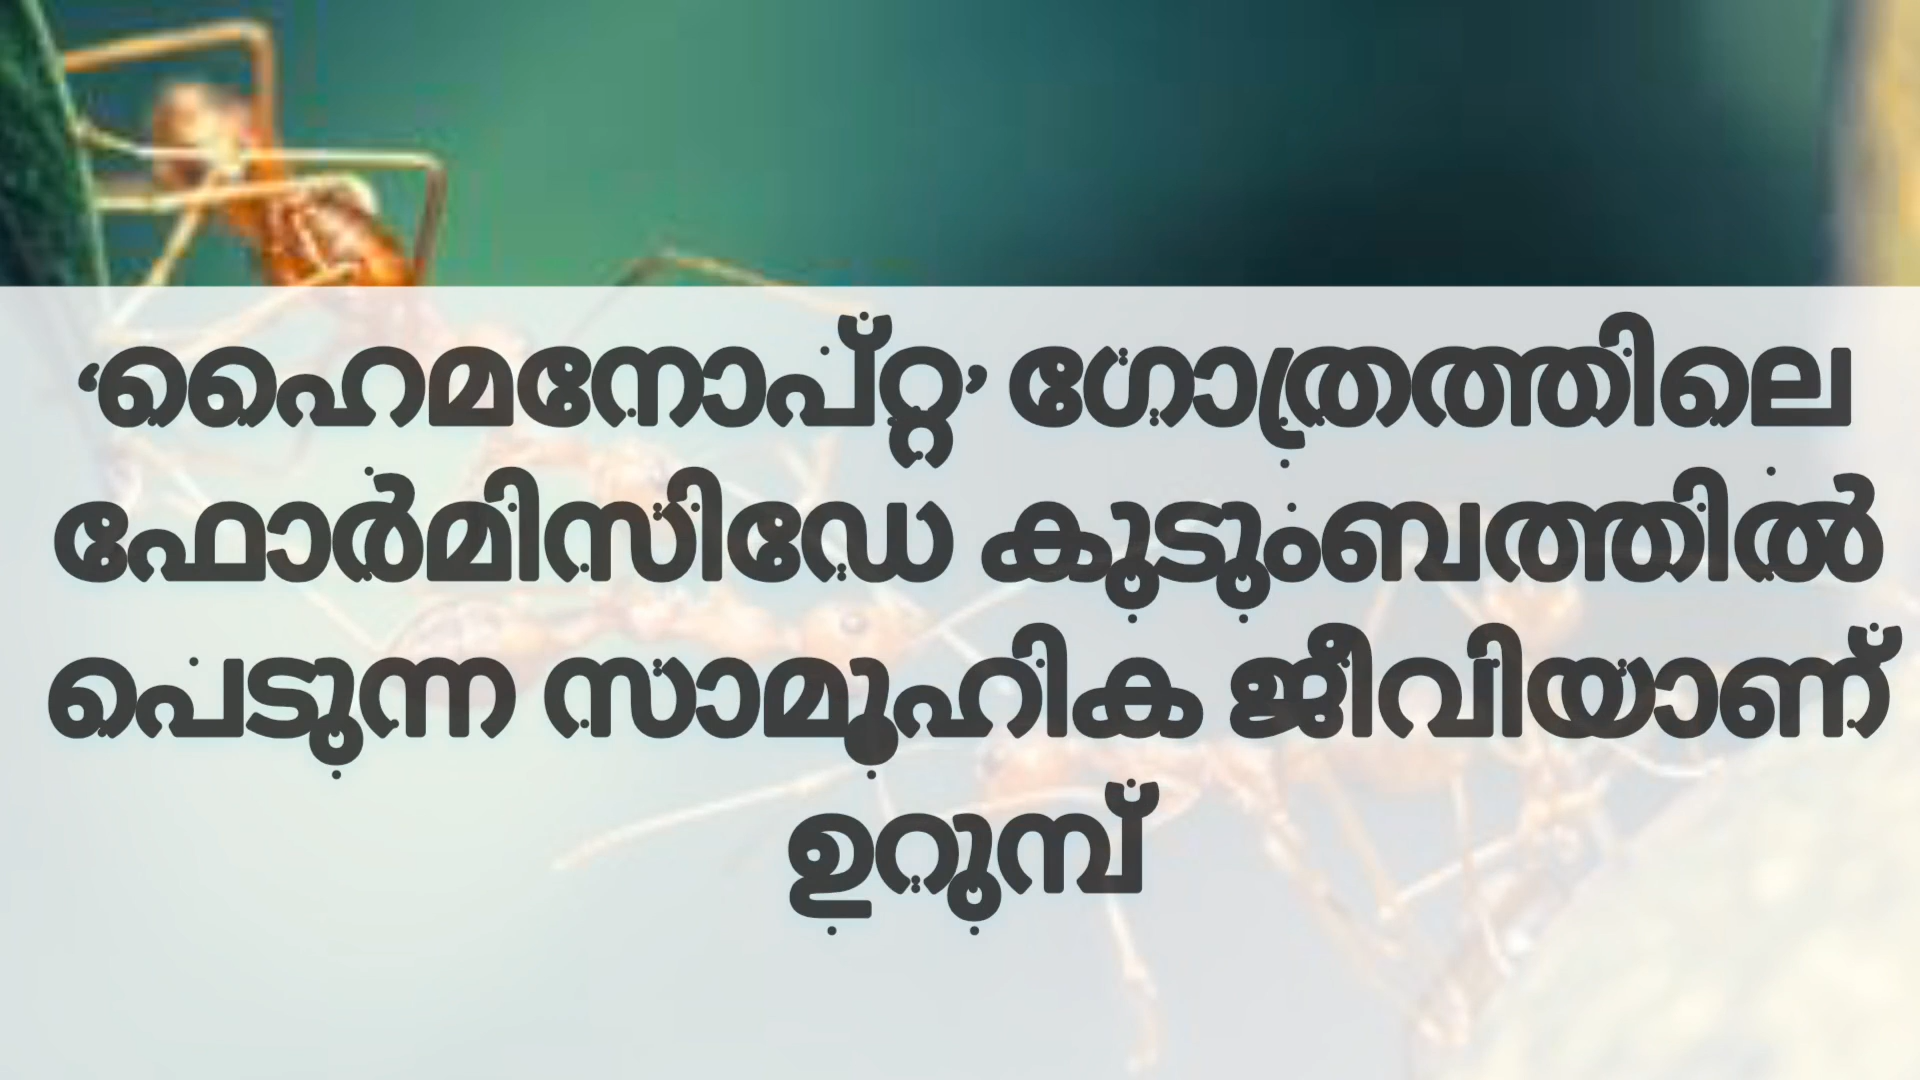 ‘ഹൈമനോപ്റ്റ’ ഗോത്രത്തിലെ
ഫോർമിസിഡേ കുടുംബത്തിൽ
പെടുന്ന സാമൂഹിക ജീവിയാണ്
ഉറുമ്പ്